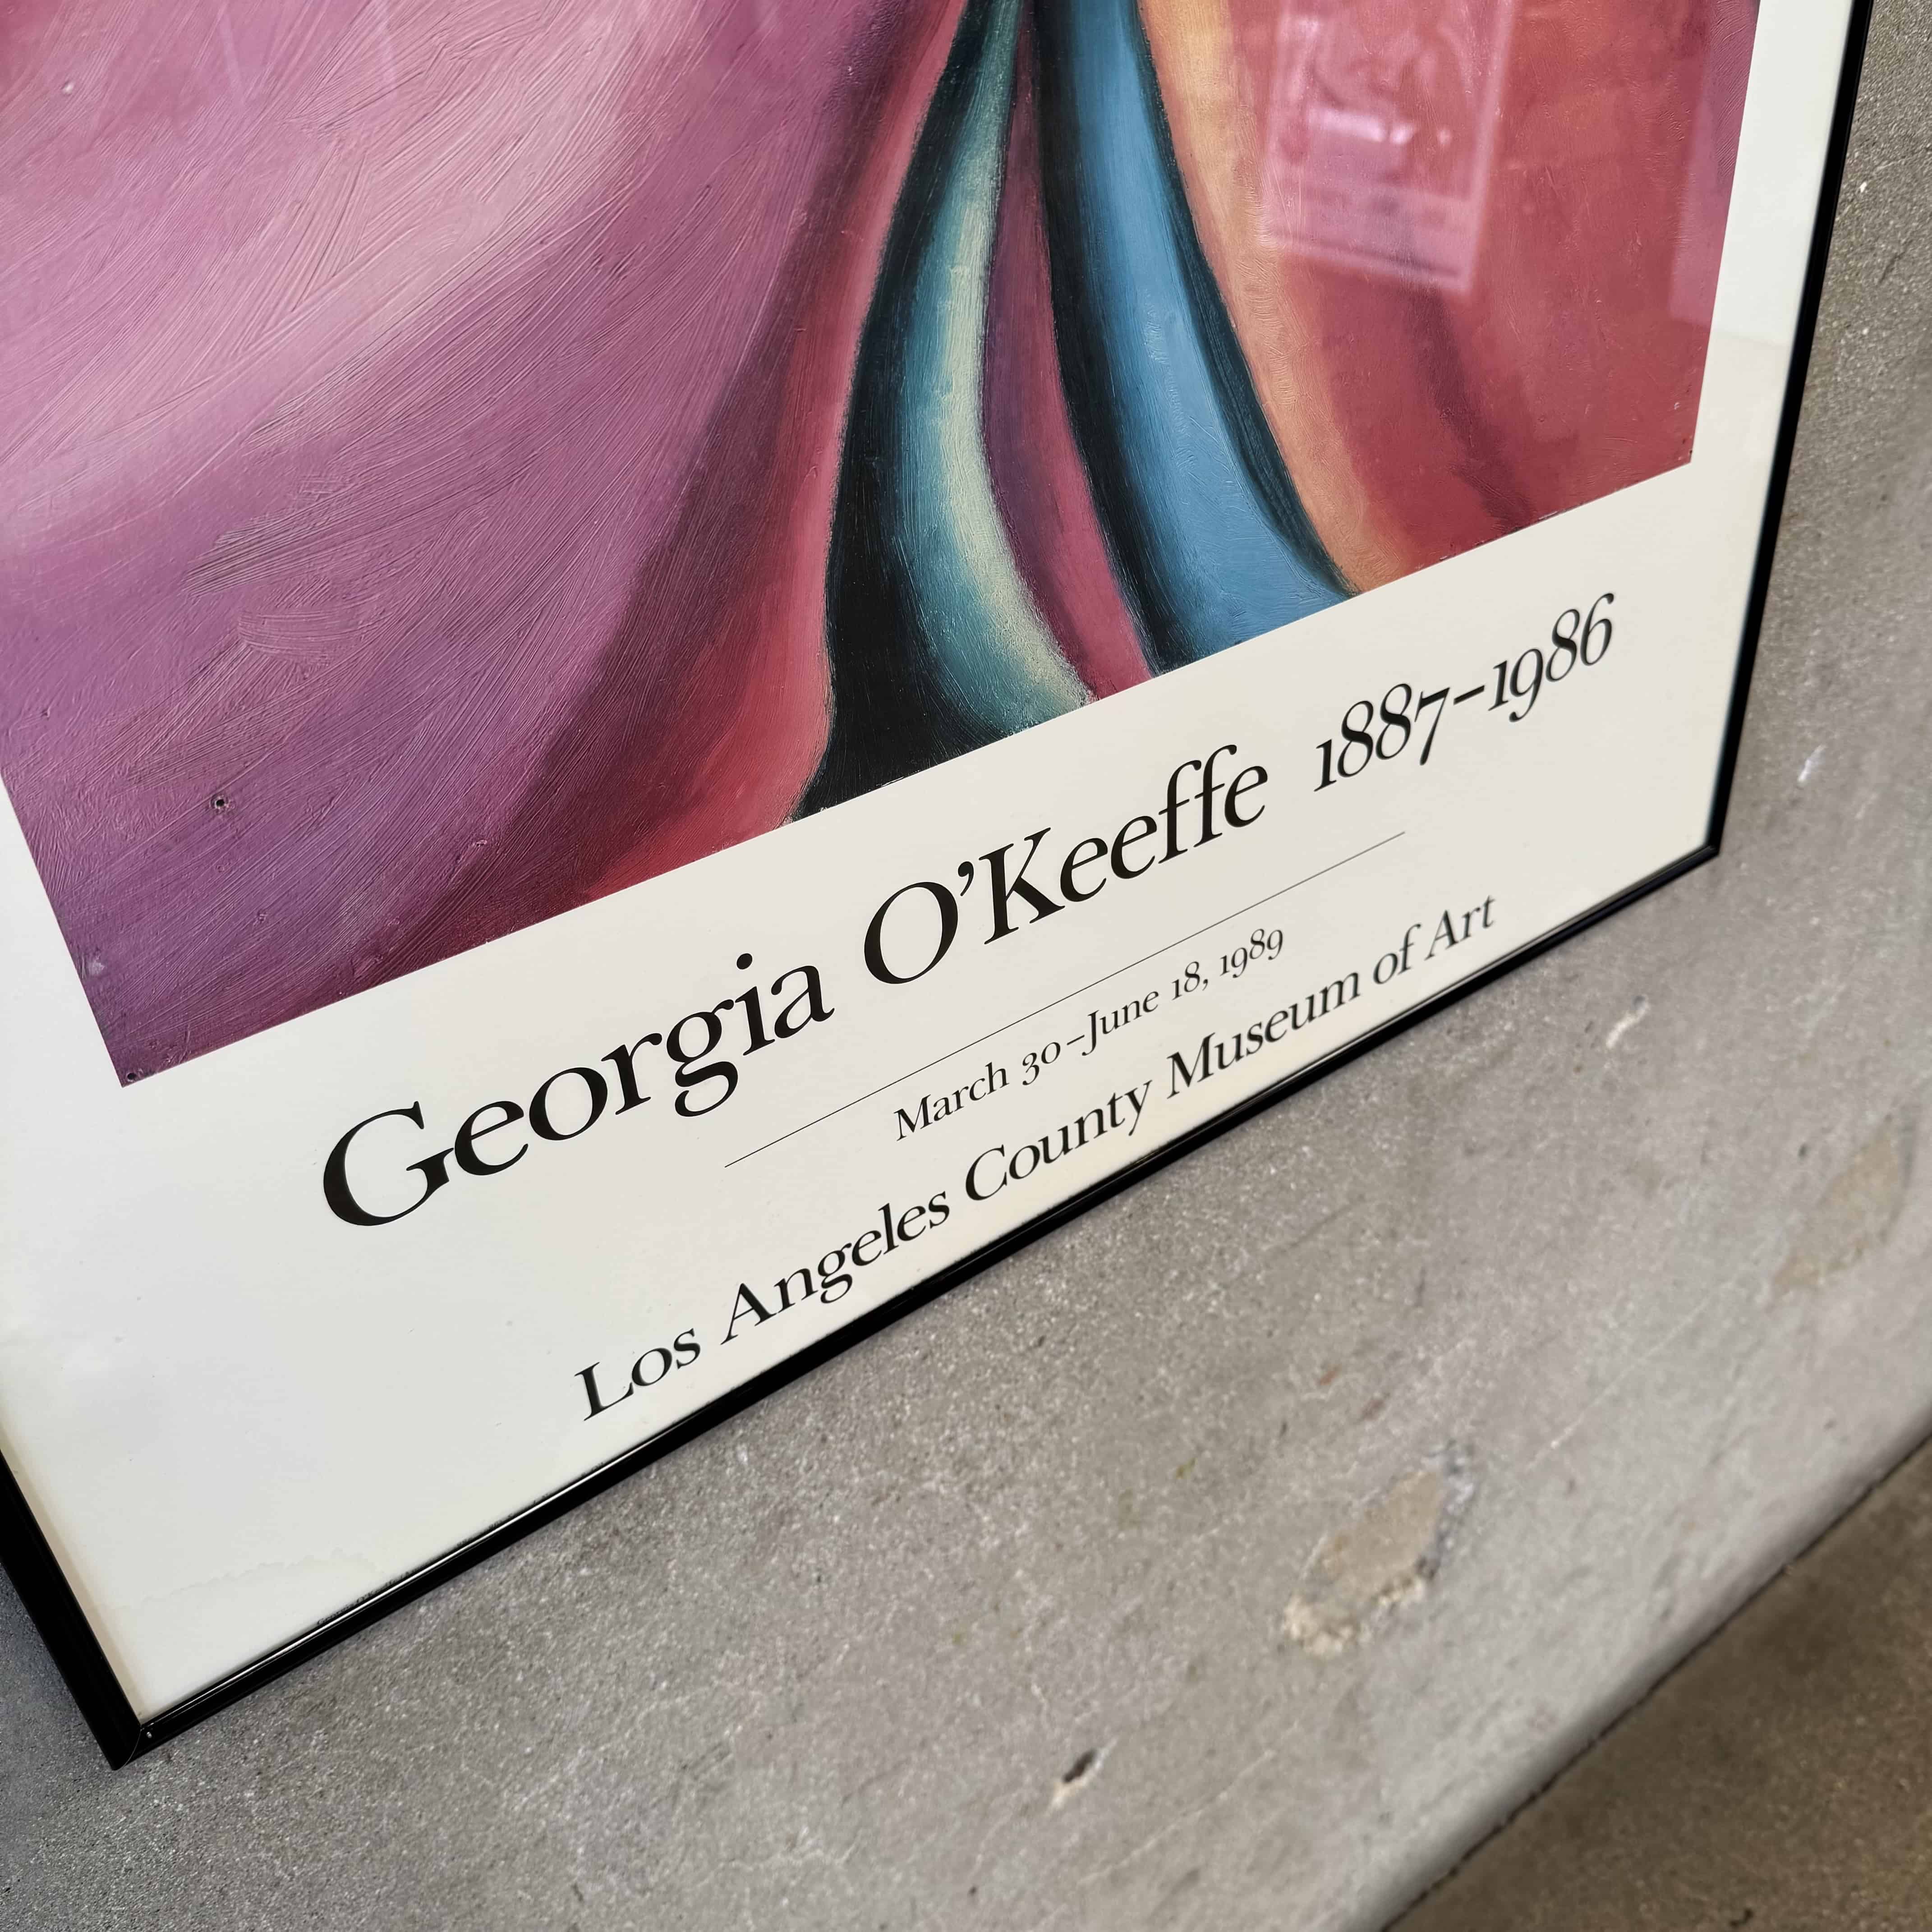 Georgia O’Keeffe 1887–1986
March 30–June 18, 1989
Los Angeles County Museum of Art